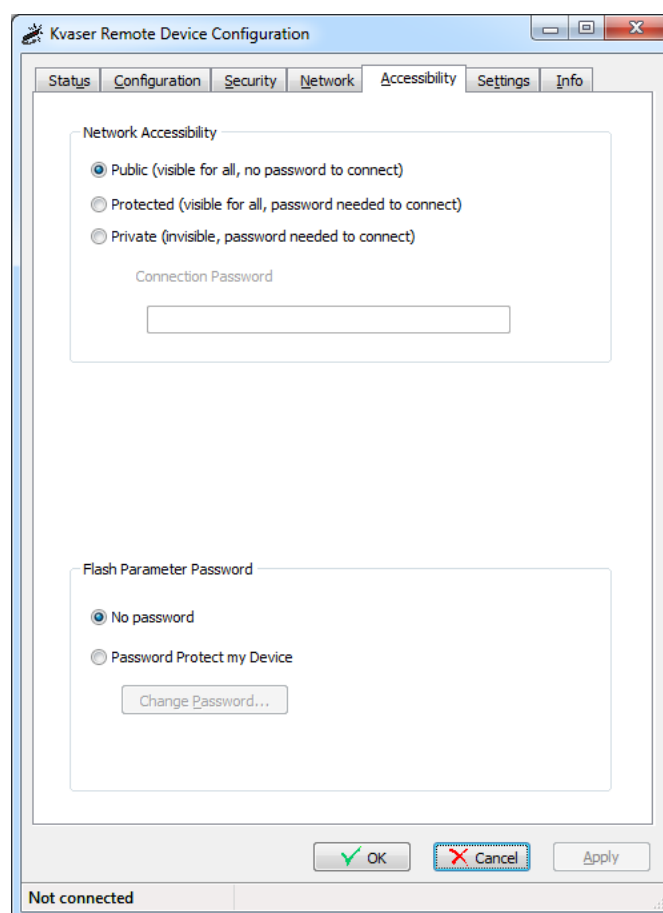 Kvaser Remote Device Configuration
Status Configuration Security Network Accessibility Settings Info
Network Accessibility
Public (visible for all, no password to connect)
Protected (visible for all, password needed to connect)
Private (invisible, password needed to connect)
Connection Password
Flash Parameter Password
No password
Password Protect my Device
Change Password...
OK Cancel Apply
Not connected